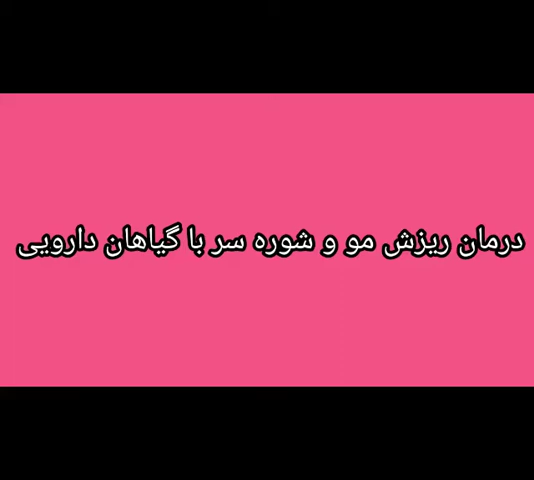 درمان ریزش مو و شوره سر با گیاهان دارویی